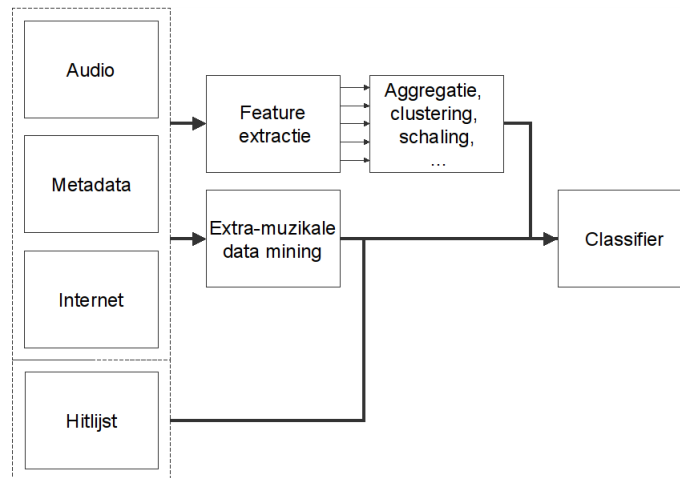 Audio
Metadata
Internet
Hitlijst
Feature
extractie
Extra-muzikale
data mining
Aggregatie,
clustering,
schaling,
...
Classifier